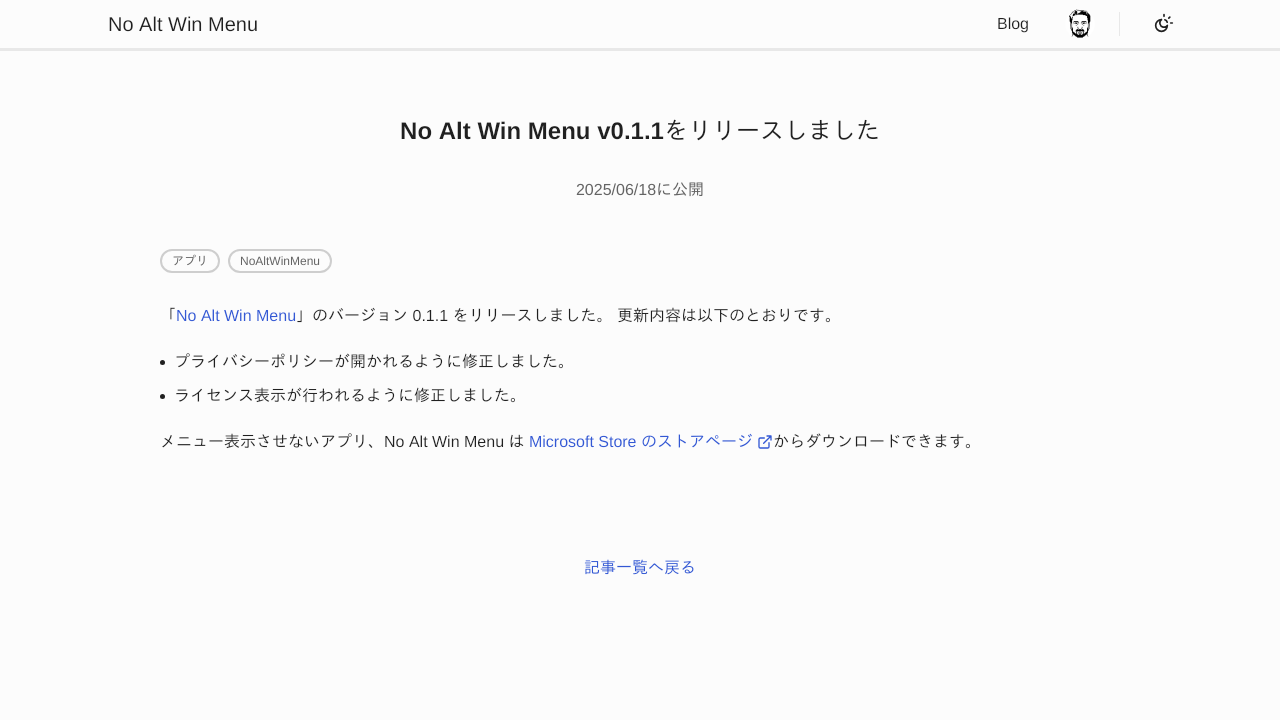 No Alt Win Menu
Blog
No Alt Win Menu v0.1.1をリリースしました
2025/06/18に公開
アプリ
NoAltWinMenu
「No Alt Win Menu」のバージョン 0.1.1 をリリースしました。 更新内容は以下のとおりです。
プライバシーポリシーが開かれるように修正しました。
ライセンス表示が行われるように修正しました。
メニュー表示させないアプリ、No Alt Win Menu は Microsoft Store のストアページからダウンロードできます。
記事一覧へ戻る